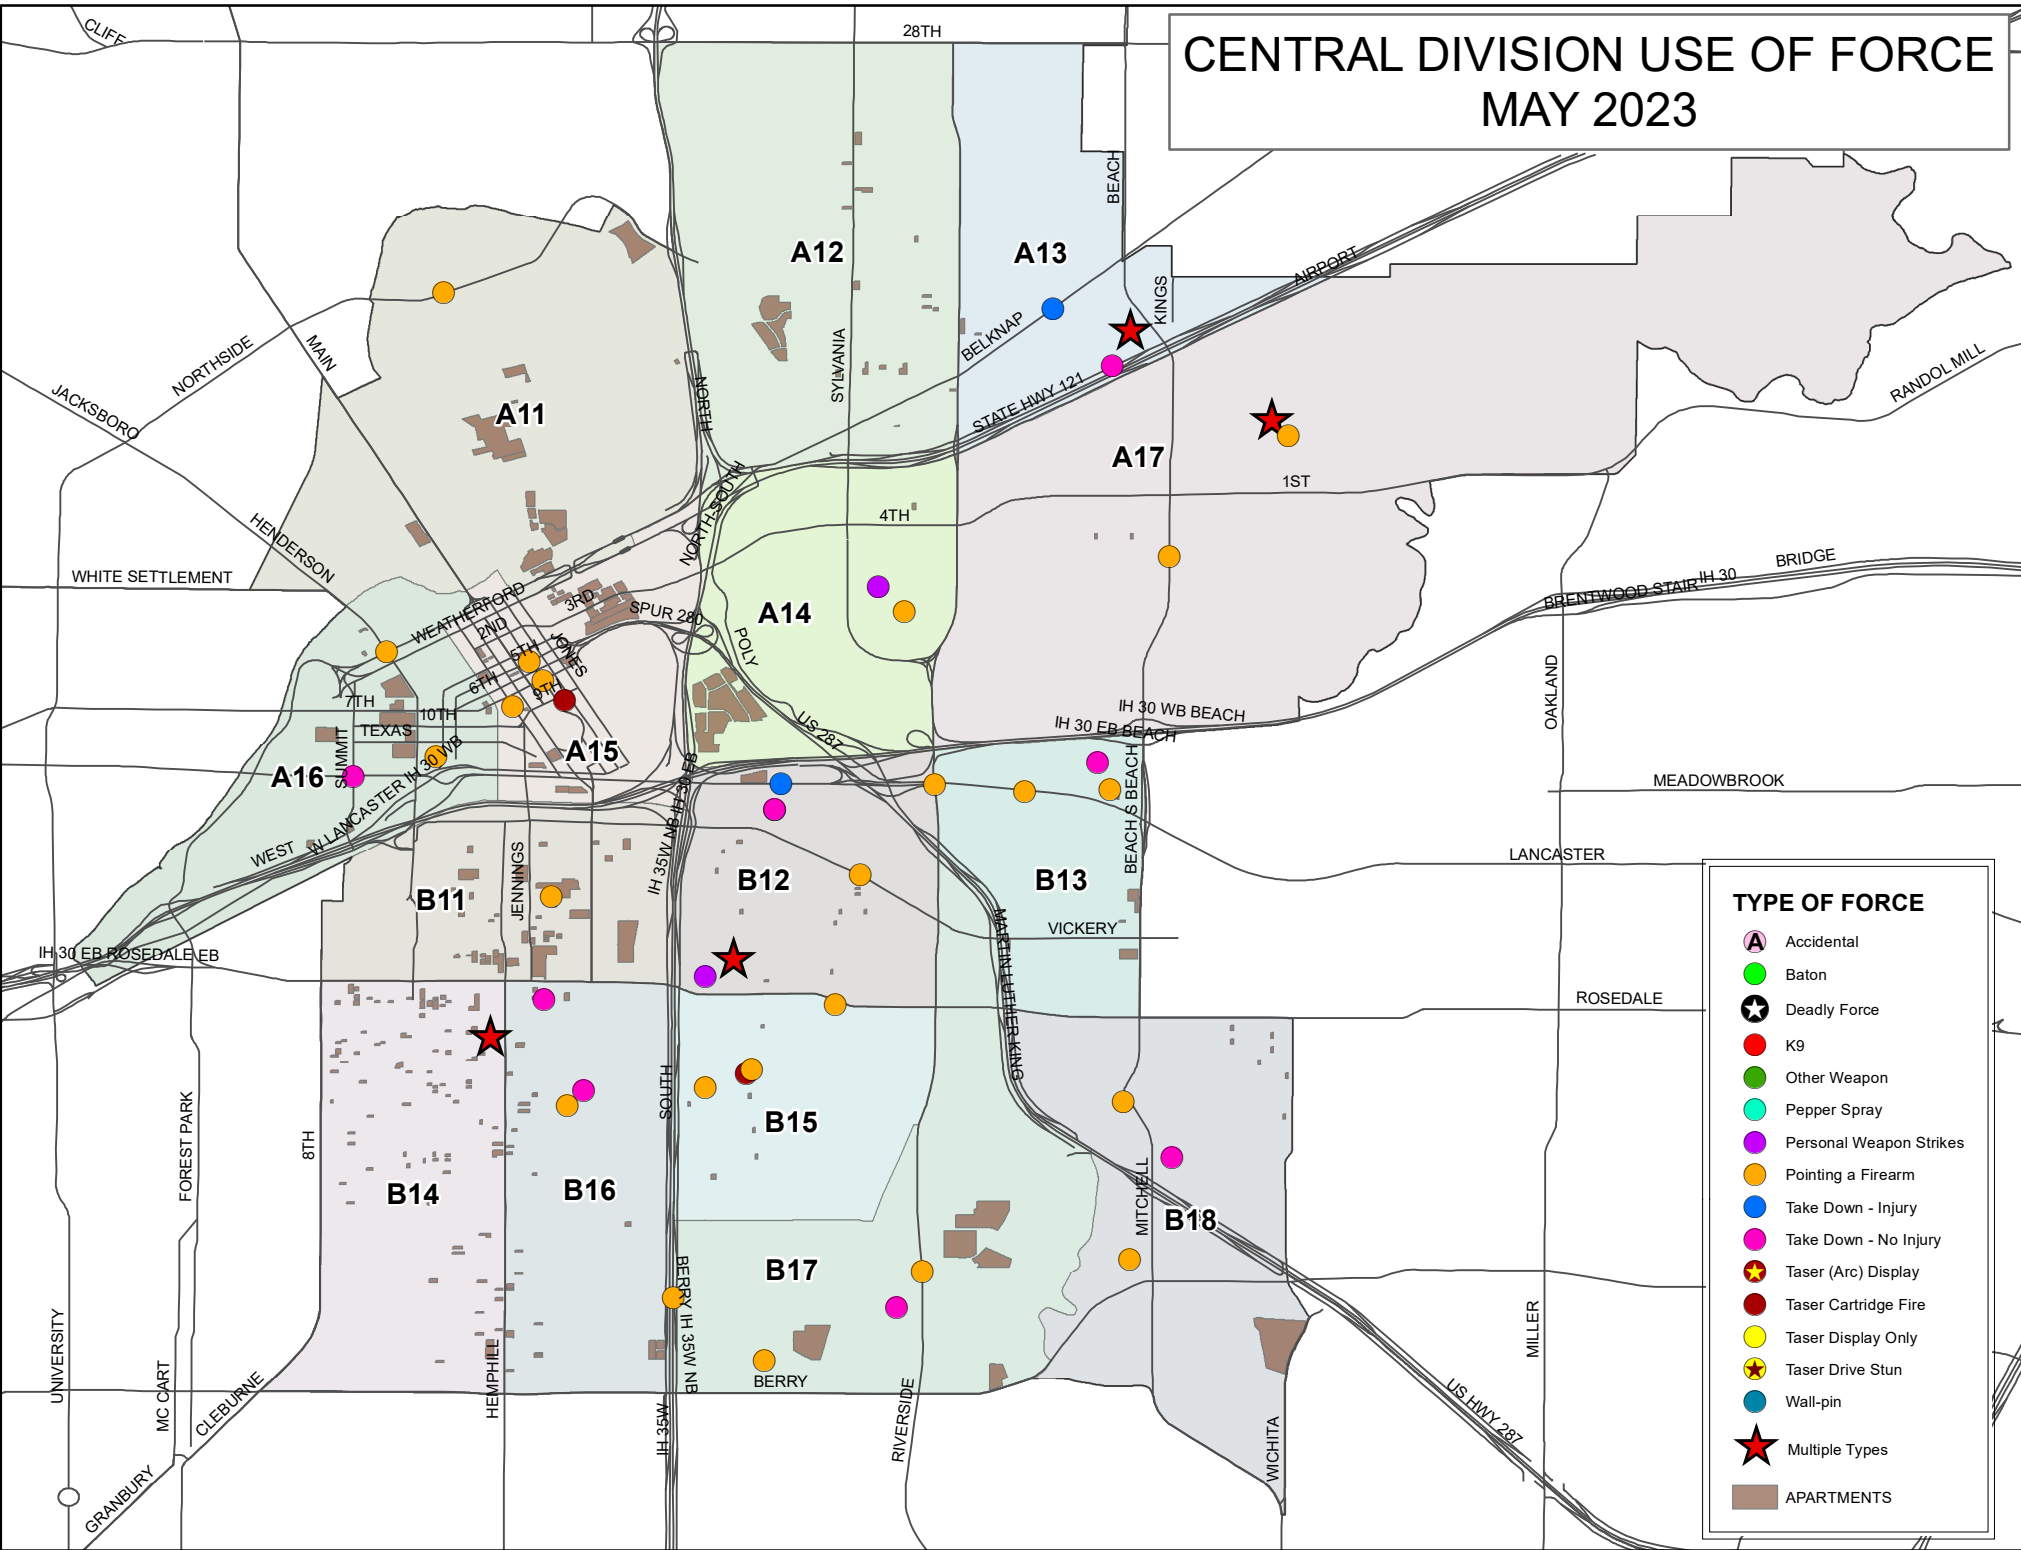 CENTRAL DIVISION USE OF FORCE
MAY 2023
CLIFF
28TH
BEACH
A12
A13
AIRPORT
KINGS
BELKNAP
NORTHSIDE
MAIN
SYLVANIA
RANDOL MILL
JACKSBORO
NORTH
STATE HWY 121
A11
A17
1ST
NORTH-SOUTH
4TH
HENDERSON
WHITE SETTLEMENT
BRIDGE
IH 30
BRENTWOOD STAIR
WEATHERFORD
3RD
2ND
SPUR 280
A14
JONES
5TH
POLY
6TH
9TH
OAKLAND
7TH
10TH
TEXAS
US 287
IH 30 WB BEACH
IH 30 EB BEACH
SUMMIT
A15
A16
W LANCASTER IH 30 WB
WEST
IH 35W NB IH 30 EB
BEACH S BEACH
MEADOWBROOK
LANCASTER
JENNINGS
B11
B12
B13
MARTIN LUTHER KING
VICKERY
IH 30 EB ROSEDALE EB
ROSEDALE
SOUTH
FOREST PARK
8TH
B15
B14
B16
MITCHELL
B18
B17
BERRY IH 35W NB
UNIVERSITY
MC CART
CLEBURNE
HEMPHILL
BERRY
MILLER
RIVERSIDE
IH 35W
US HWY 287
WICHITA
GRANBURY
TYPE OF FORCE
A
Accidental
Baton
Deadly Force
K9
Other Weapon
Pepper Spray
Personal Weapon Strikes
Pointing a Firearm
Take Down - Injury
Take Down - No Injury
Taser (Arc) Display
Taser Cartridge Fire
Taser Display Only
Taser Drive Stun
Wall-pin
Multiple Types
APARTMENTS